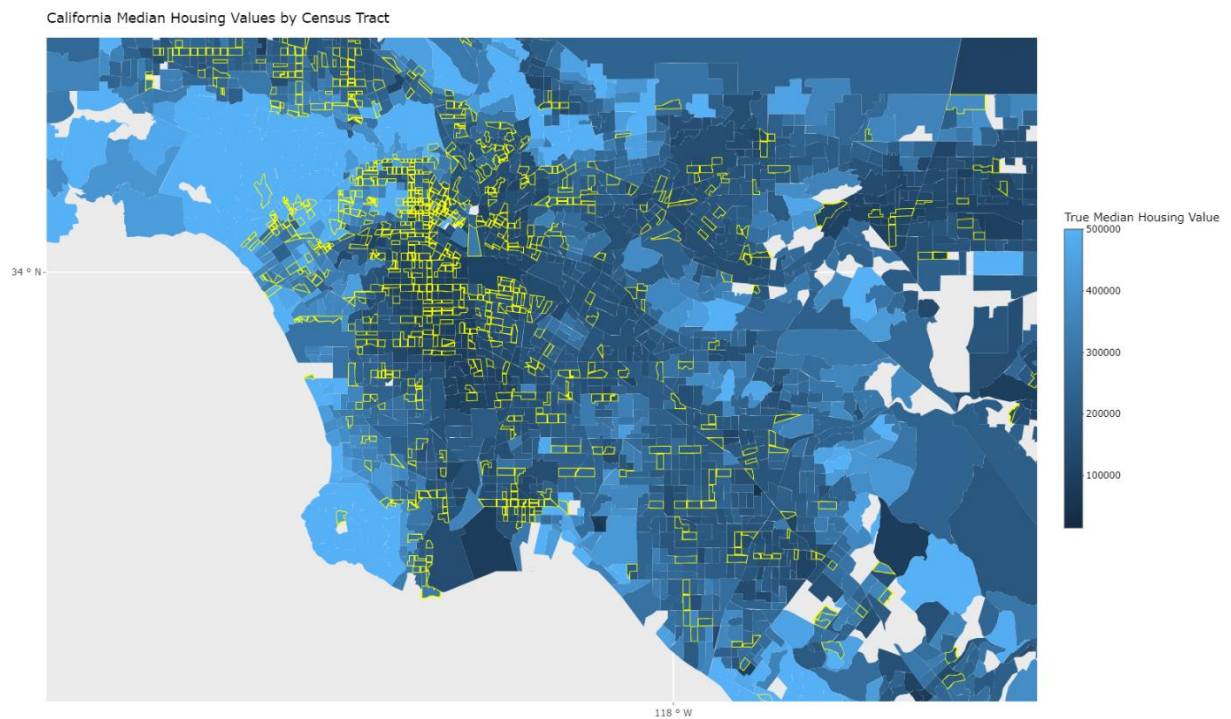 California Median Housing Values by Census Tract
True Median Housing Value
500000
400000
34 ° N
300000
200000
100000
118 ° W